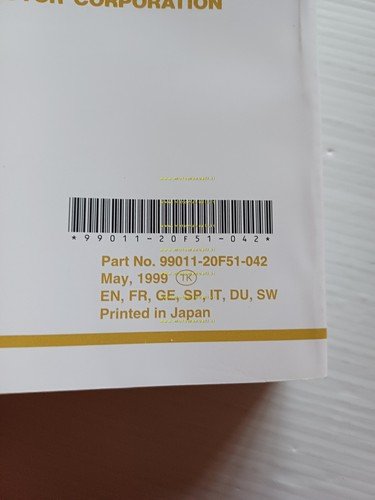 CORPORATION
*99011-20F51-042*
Part No. 99011-20F51-042
May, 1999 TK
EN, FR, GE, SP, IT, DU, SW
Printed in Japan